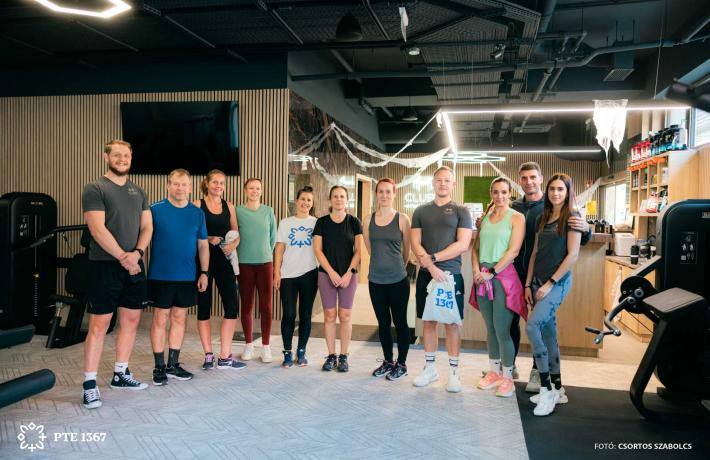 PTE
1367
PTE 1367
FOTÓ: CSORTOS SZABOLCS